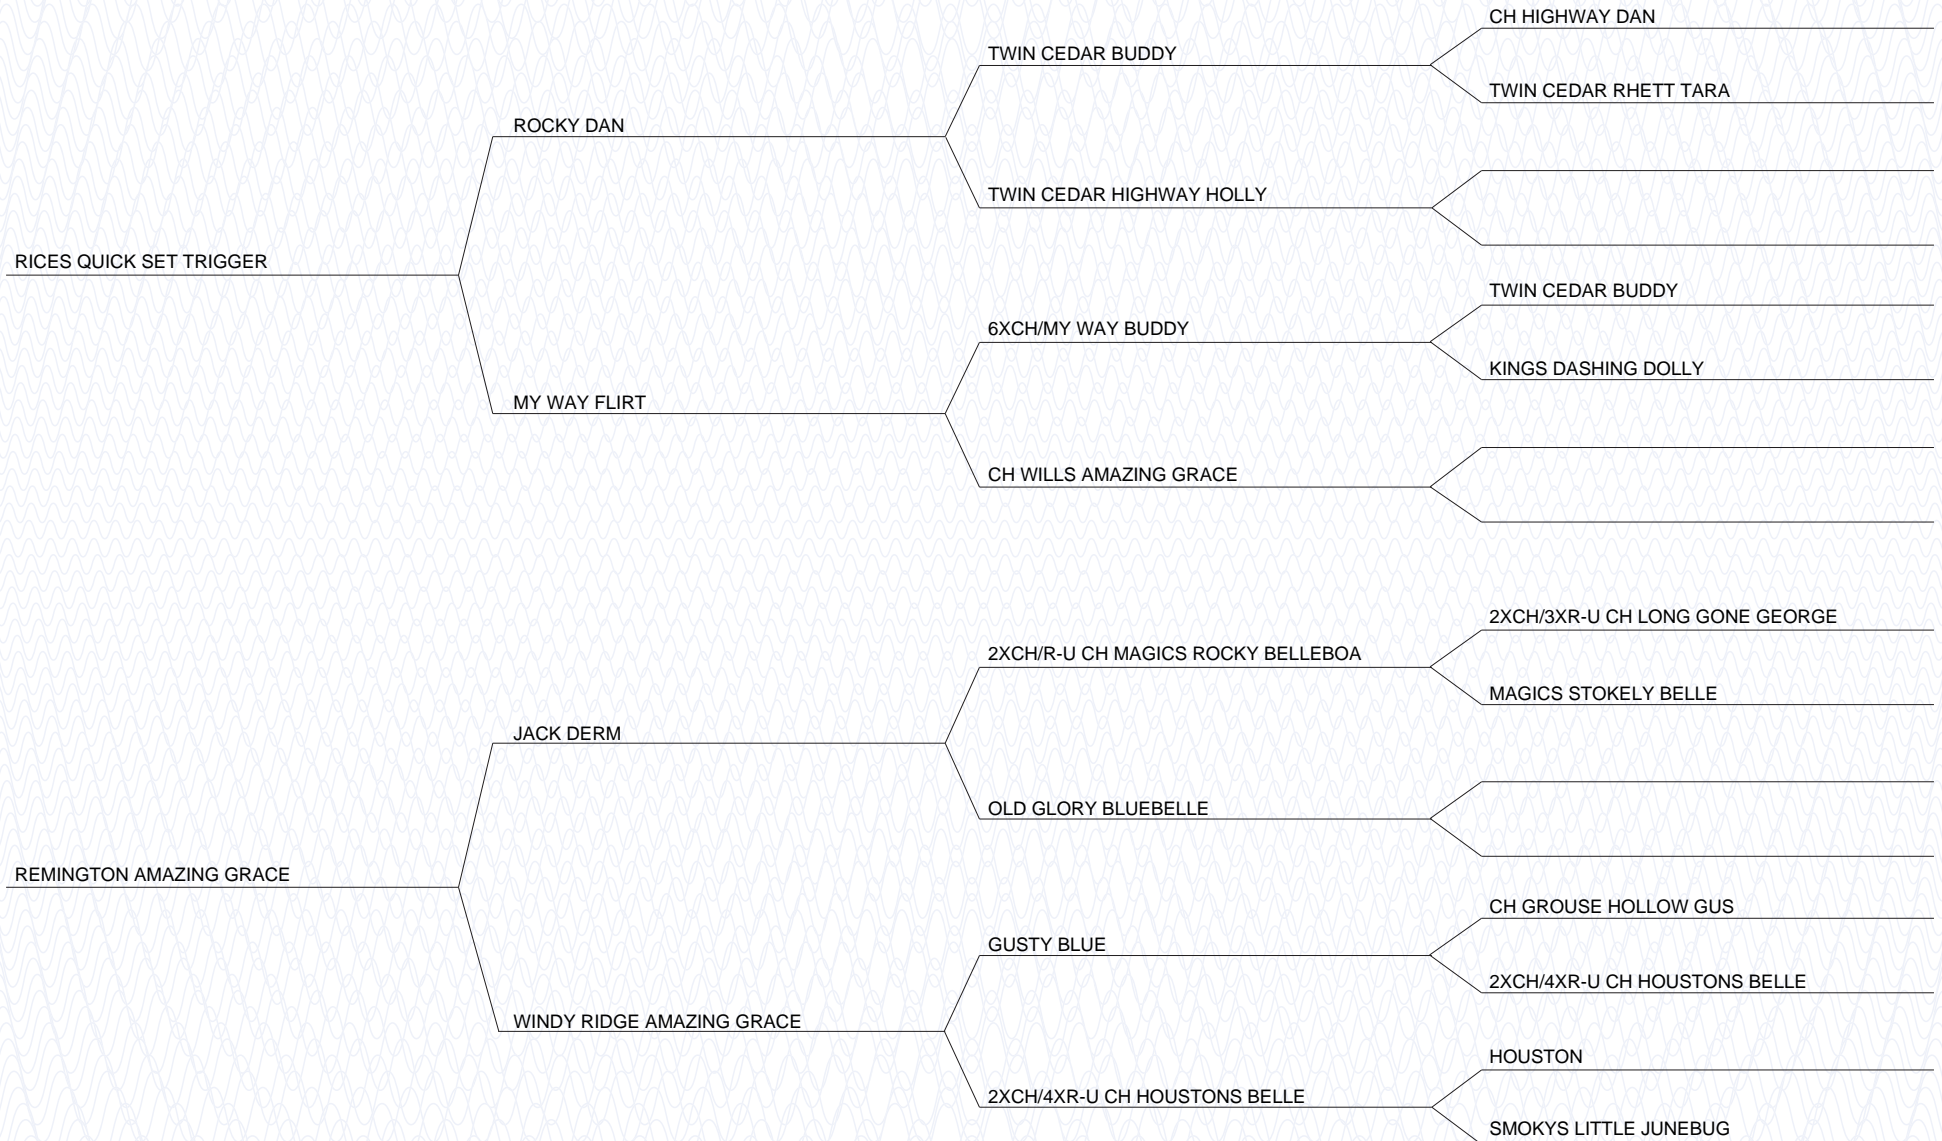 CH HIGHWAY DAN
TWIN CEDAR BUDDY
TWIN CEDAR RHETT TARA
ROCKY DAN
TWIN CEDAR HIGHWAY HOLLY
RICES QUICK SET TRIGGER
TWIN CEDAR BUDDY
6XCH/MY WAY BUDDY
KINGS DASHING DOLLY
MY WAY FLIRT
CH WILLS AMAZING GRACE
2XCH/3XR-U CH LONG GONE GEORGE
2XCH/R-U CH MAGICS ROCKY BELLEBOA
MAGICS STOKELY BELLE
JACK DERM
OLD GLORY BLUEBELLE
REMINGTON AMAZING GRACE
CH GROUSE HOLLOW GUS
GUSTY BLUE
2XCH/4XR-U CH HOUSTONS BELLE
WINDY RIDGE AMAZING GRACE
HOUSTON
2XCH/4XR-U CH HOUSTONS BELLE
SMOKYS LITTLE JUNEBUG